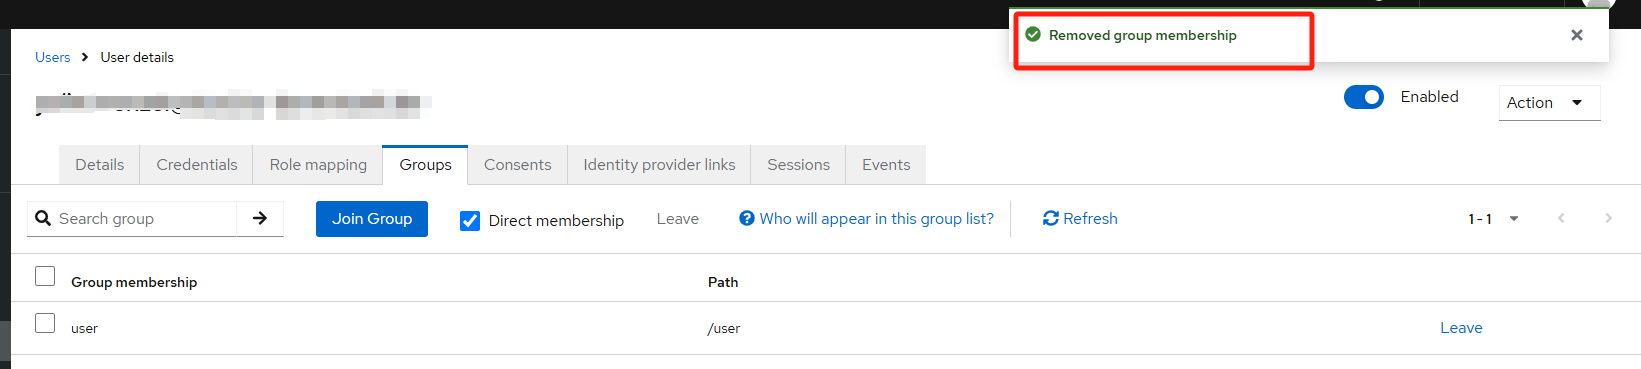 Removed group membership
Users
User details
Enabled
Action
Details
Credentials
Role mapping
Groups
Consents
Identity provider links
Sessions
Events
Search group
Join Group
Direct membership
Leave
Who will appear in this group list?
Refresh
1 - 1
Group membership
Path
user
/user
Leave